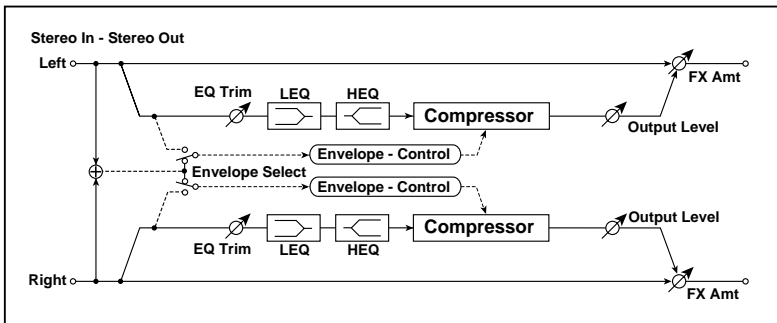 Stereo In - Stereo Out
Left
FX Amt
EQ Trim
LEQ
HEQ
Compressor
Output Level
Envelope - Control
Envelope Select
Envelope - Control
EQ Trim
LEQ
HEQ
Compressor
Output Level
Right
FX Amt